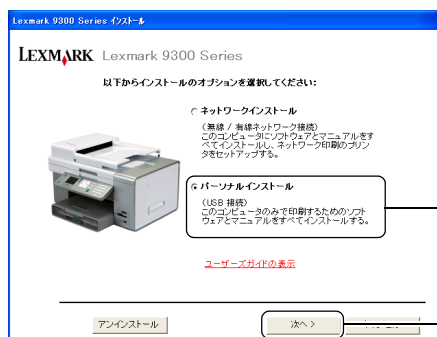 Lexmark 9300 Series インストール
LEXMARK Lexmark 9300 Series
以下からインストールのオプションを選択してください:
ネットワークインストール
(無線 / 有線ネットワーク接続)
このコンピュータにソフトウェアとマニュアルをす
べてインストールし、ネットワーク印刷のプリン
タをセットアップする。
パーソナルインストール
(USB 接続)
このコンピュータのみで印刷するためのソフト
ウェアとマニュアルをすべてインストールする。
ユーザーズガイドの表示
アンインストール
次へ >